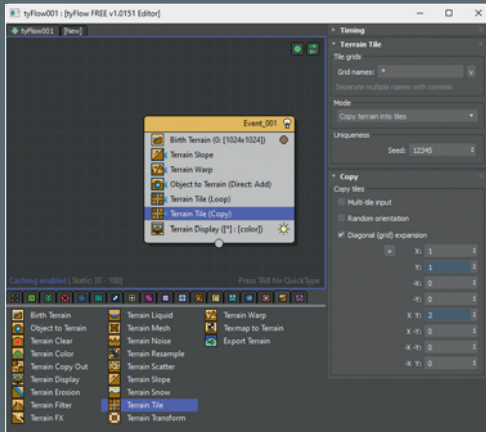 tyFlow001 : [tyFlow FREE v1.0151 Editor]
tyFlow001 [New]
Event_001
Birth Terrain (0: [1024x1024])
Terrain Slope
Terrain Warp
Object to Terrain (Direct: Add)
Terrain Tile (Loop)
Terrain Tile (Copy)
Terrain Display ([*] : [color])
Caching enabled | Static: [0 - 100]
Press TAB for QuickType
Birth Terrain
Object to Terrain
Terrain Clear
Terrain Color
Terrain Copy Out
Terrain Display
Terrain Erosion
Terrain Filter
Terrain FX
Terrain Liquid
Terrain Mesh
Terrain Noise
Terrain Resample
Terrain Scatter
Terrain Slope
Terrain Snow
Terrain Tile
Terrain Transform
Terrain Warp
Texmap to Terrain
Export Terrain
Timing
Terrain Tile
Tile grids
Grid names: *
v
Separate multiple names with commas
Mode
Copy terrain into tiles
Uniqueness
Seed: 12345
Copy
Copy tiles
Multi-tile input
Random orientation
Diagonal (grid) expansion
X: 1
Y: 1
-X: 0
-Y: 0
X Y: 2
X -Y: 0
-X -Y: 0
-X Y: 0